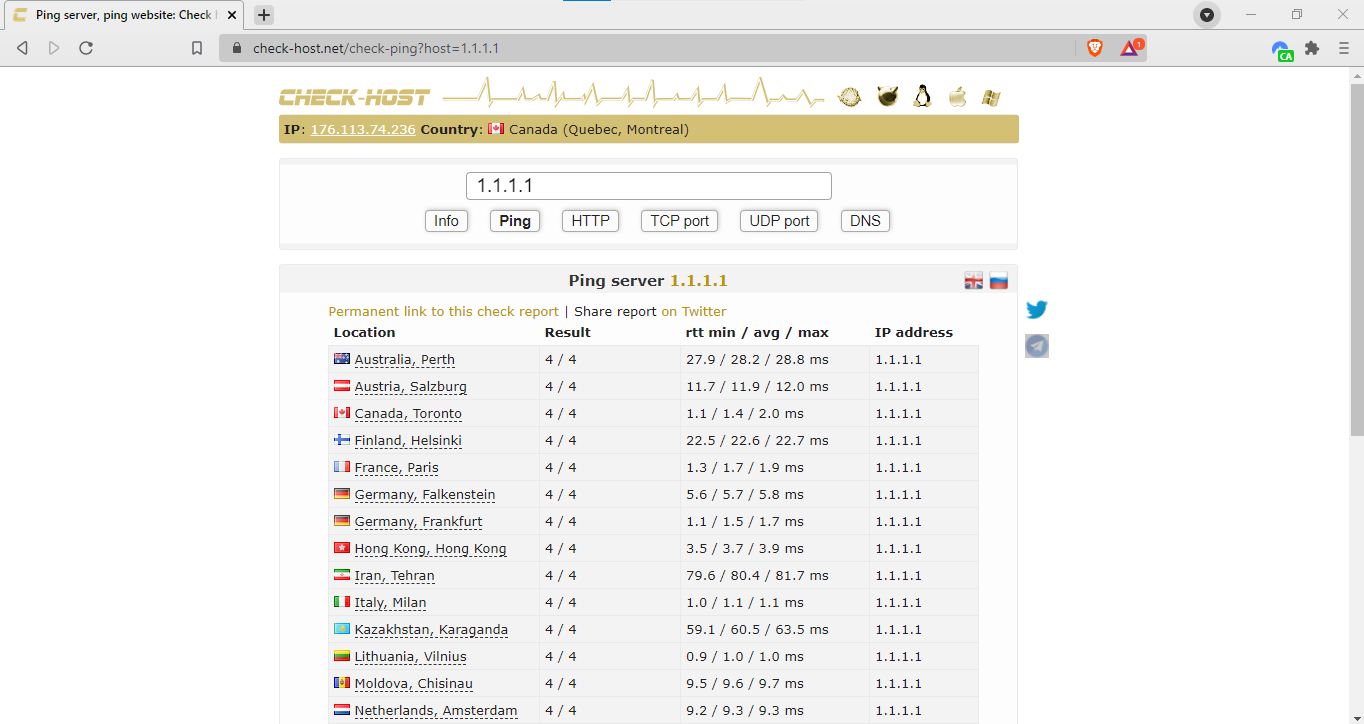 Ping server, ping website: Check
check-host.net/check-ping?host=1.1.1.1
1
CA
CHECK-HOST
IP: 176.113.74.236 Country: Canada (Quebec, Montreal)
1.1.1.1
Info Ping HTTP TCP port UDP port DNS
Ping server 1.1.1.1
Permanent link to this check report | Share report on Twitter
Location Result rtt min / avg / max IP address
Australia, Perth 4 / 4 27.9 / 28.2 / 28.8 ms 1.1.1.1
Austria, Salzburg 4 / 4 11.7 / 11.9 / 12.0 ms 1.1.1.1
Canada, Toronto 4 / 4 1.1 / 1.4 / 2.0 ms 1.1.1.1
Finland, Helsinki 4 / 4 22.5 / 22.6 / 22.7 ms 1.1.1.1
France, Paris 4 / 4 1.3 / 1.7 / 1.9 ms 1.1.1.1
Germany, Falkenstein 4 / 4 5.6 / 5.7 / 5.8 ms 1.1.1.1
Germany, Frankfurt 4 / 4 1.1 / 1.5 / 1.7 ms 1.1.1.1
Hong Kong, Hong Kong 4 / 4 3.5 / 3.7 / 3.9 ms 1.1.1.1
Iran, Tehran 4 / 4 79.6 / 80.4 / 81.7 ms 1.1.1.1
Italy, Milan 4 / 4 1.0 / 1.1 / 1.1 ms 1.1.1.1
Kazakhstan, Karaganda 4 / 4 59.1 / 60.5 / 63.5 ms 1.1.1.1
Lithuania, Vilnius 4 / 4 0.9 / 1.0 / 1.0 ms 1.1.1.1
Moldova, Chisinau 4 / 4 9.5 / 9.6 / 9.7 ms 1.1.1.1
Netherlands, Amsterdam 4 / 4 9.2 / 9.3 / 9.3 ms 1.1.1.1